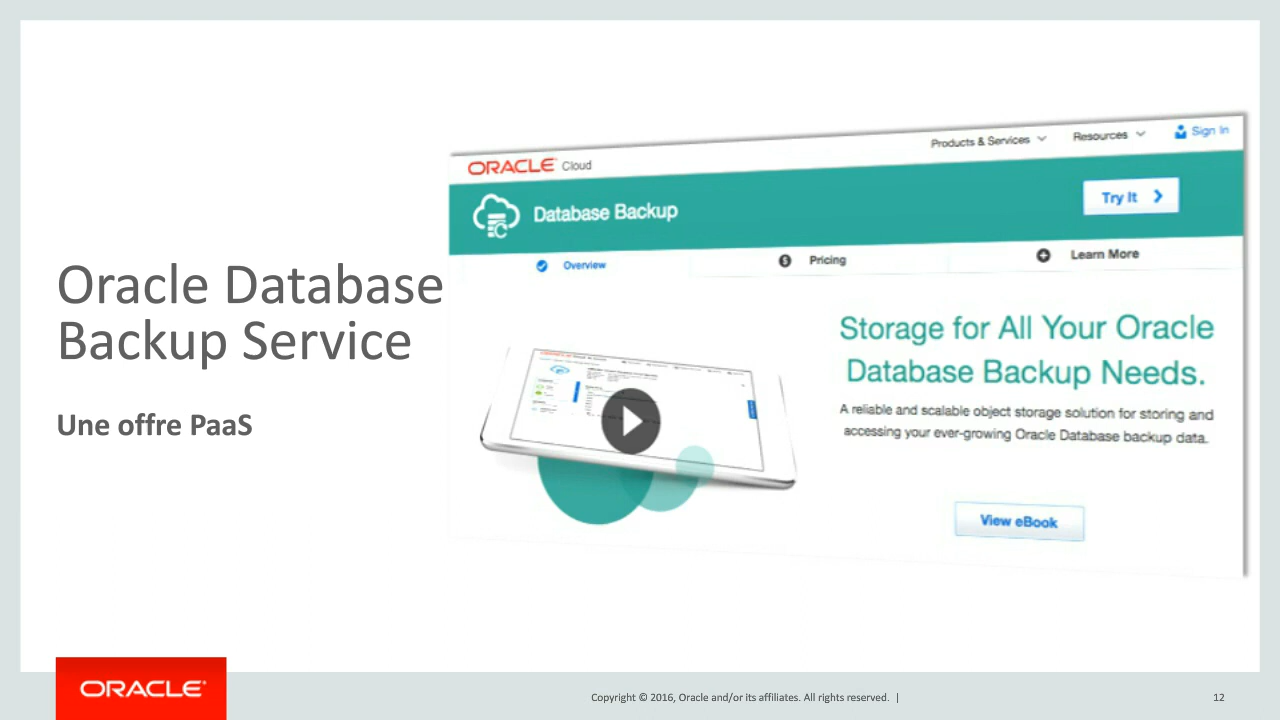 Oracle Database
Backup Service
Une offre PaaS
ORACLE Cloud
Products & Services
Resources
Sign In
Database Backup
Try It
Overview
Pricing
Learn More
Storage for All Your Oracle
Database Backup Needs.
A reliable and scalable object storage solution for storing and
accessing your ever-growing Oracle Database backup data.
View eBook
ORACLE
Copyright © 2016, Oracle and/or its affiliates. All rights reserved. |
12